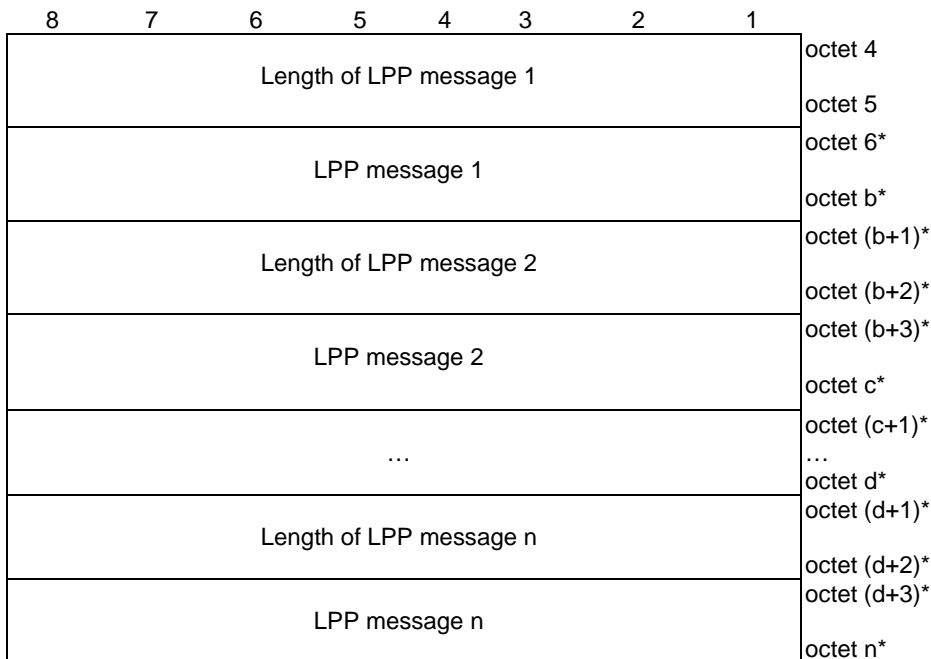 8 7 6 5 4 3 2 1
octet 4
Length of LPP message 1
octet 5
octet 6*
LPP message 1
octet b*
octet (b+1)*
Length of LPP message 2
octet (b+2)*
octet (b+3)*
LPP message 2
octet c*
octet (c+1)*
… …
octet d*
octet (d+1)*
Length of LPP message n
octet (d+2)*
octet (d+3)*
LPP message n
octet n*